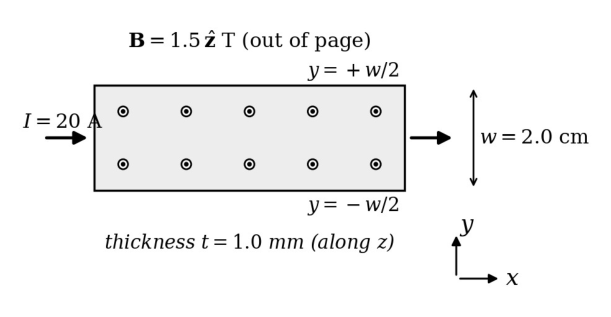 B = 1.5 ẑ T (out of page)
y = +w/2
I = 20 A
w = 2.0 cm
y = −w/2
thickness t = 1.0 mm (along z)
y
x